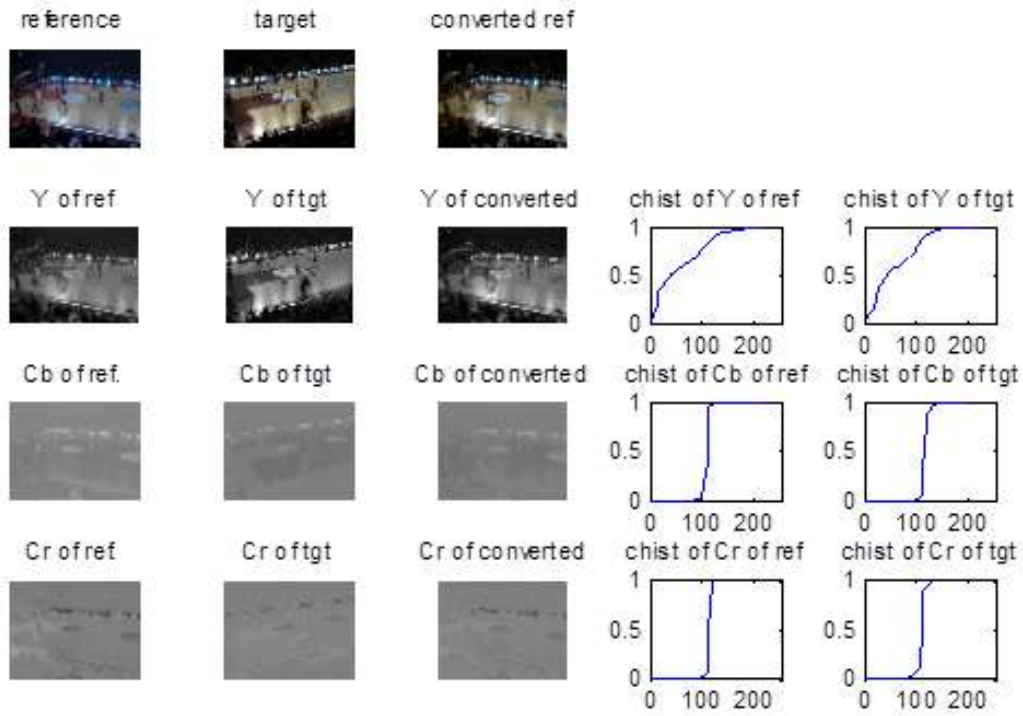 reference target converted ref
Y of ref Y of tgt Y of converted chist of Y of ref chist of Y of tgt
1 1
0.5 0.5
0 0
0 100 200 0 100 200
Cb of ref. Cb of tgt Cb of converted chist of Cb of ref chist of Cb of tgt
1 1
0.5 0.5
0 0
0 100 200 0 100 200
Cr of ref Cr of tgt Cr of converted chist of Cr of ref chist of Cr of tgt
1 1
0.5 0.5
0 0
0 100 200 0 100 200